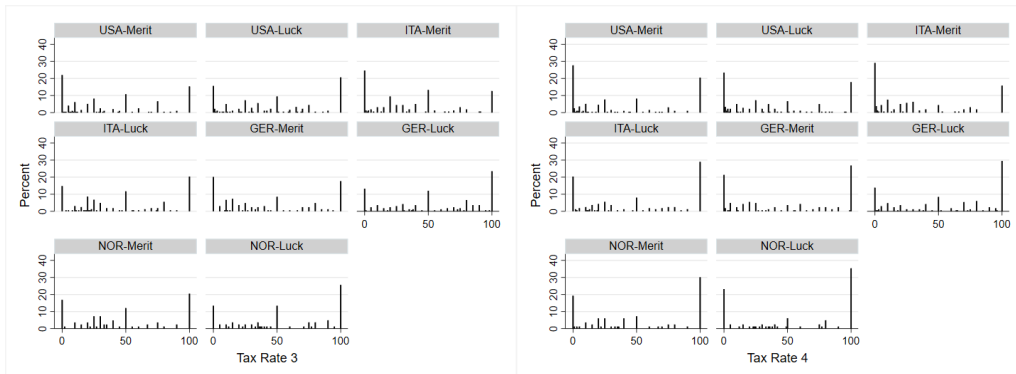 USA-Merit USA-Luck ITA-Merit
40
30
20
10
0
ITA-Luck GER-Merit GER-Luck
40
30
20
10
0
0 50 100
NOR-Merit NOR-Luck
40
30
20
10
0
0 50 100 0 50 100
Percent
Tax Rate 3
USA-Merit USA-Luck ITA-Merit
40
30
20
10
0
ITA-Luck GER-Merit GER-Luck
40
30
20
10
0
0 50 100
NOR-Merit NOR-Luck
40
30
20
10
0
0 50 100 0 50 100
Percent
Tax Rate 4